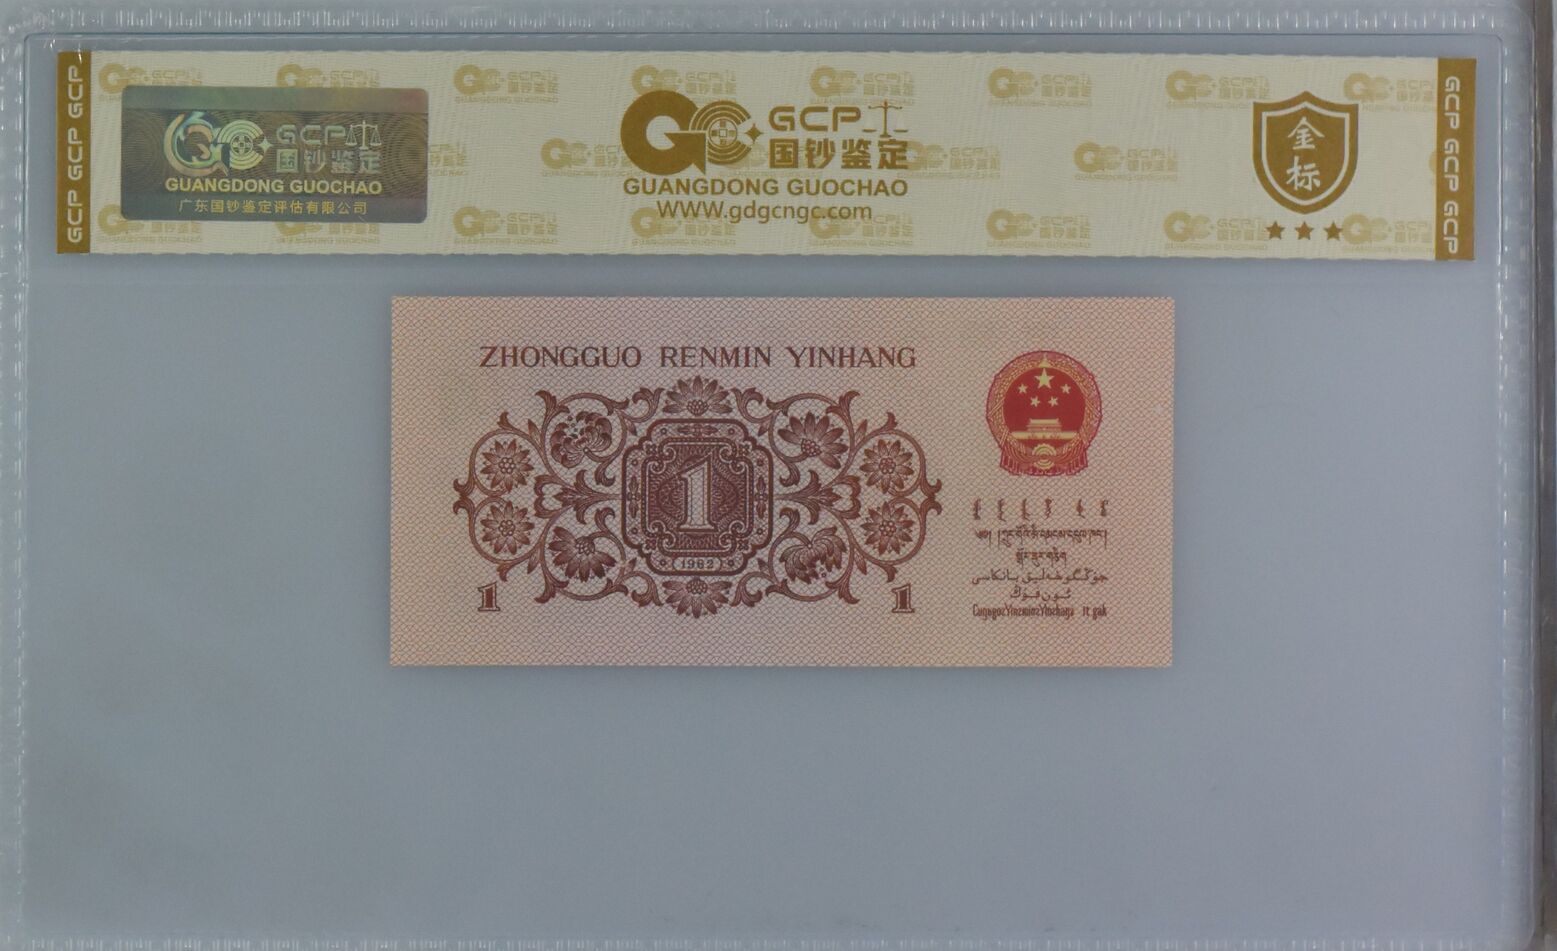 GCP GCP GCP
GCP
国钞鉴定
GUANGDONG GUOCHAO
广东国钞鉴定评估有限公司
GCP
国钞鉴定
GUANGDONG GUOCHAO
WWW.gdgcngc.com
金标
GCP GCP GCP
ZHONGGUO RENMIN YINHANG
1
1962
1
1